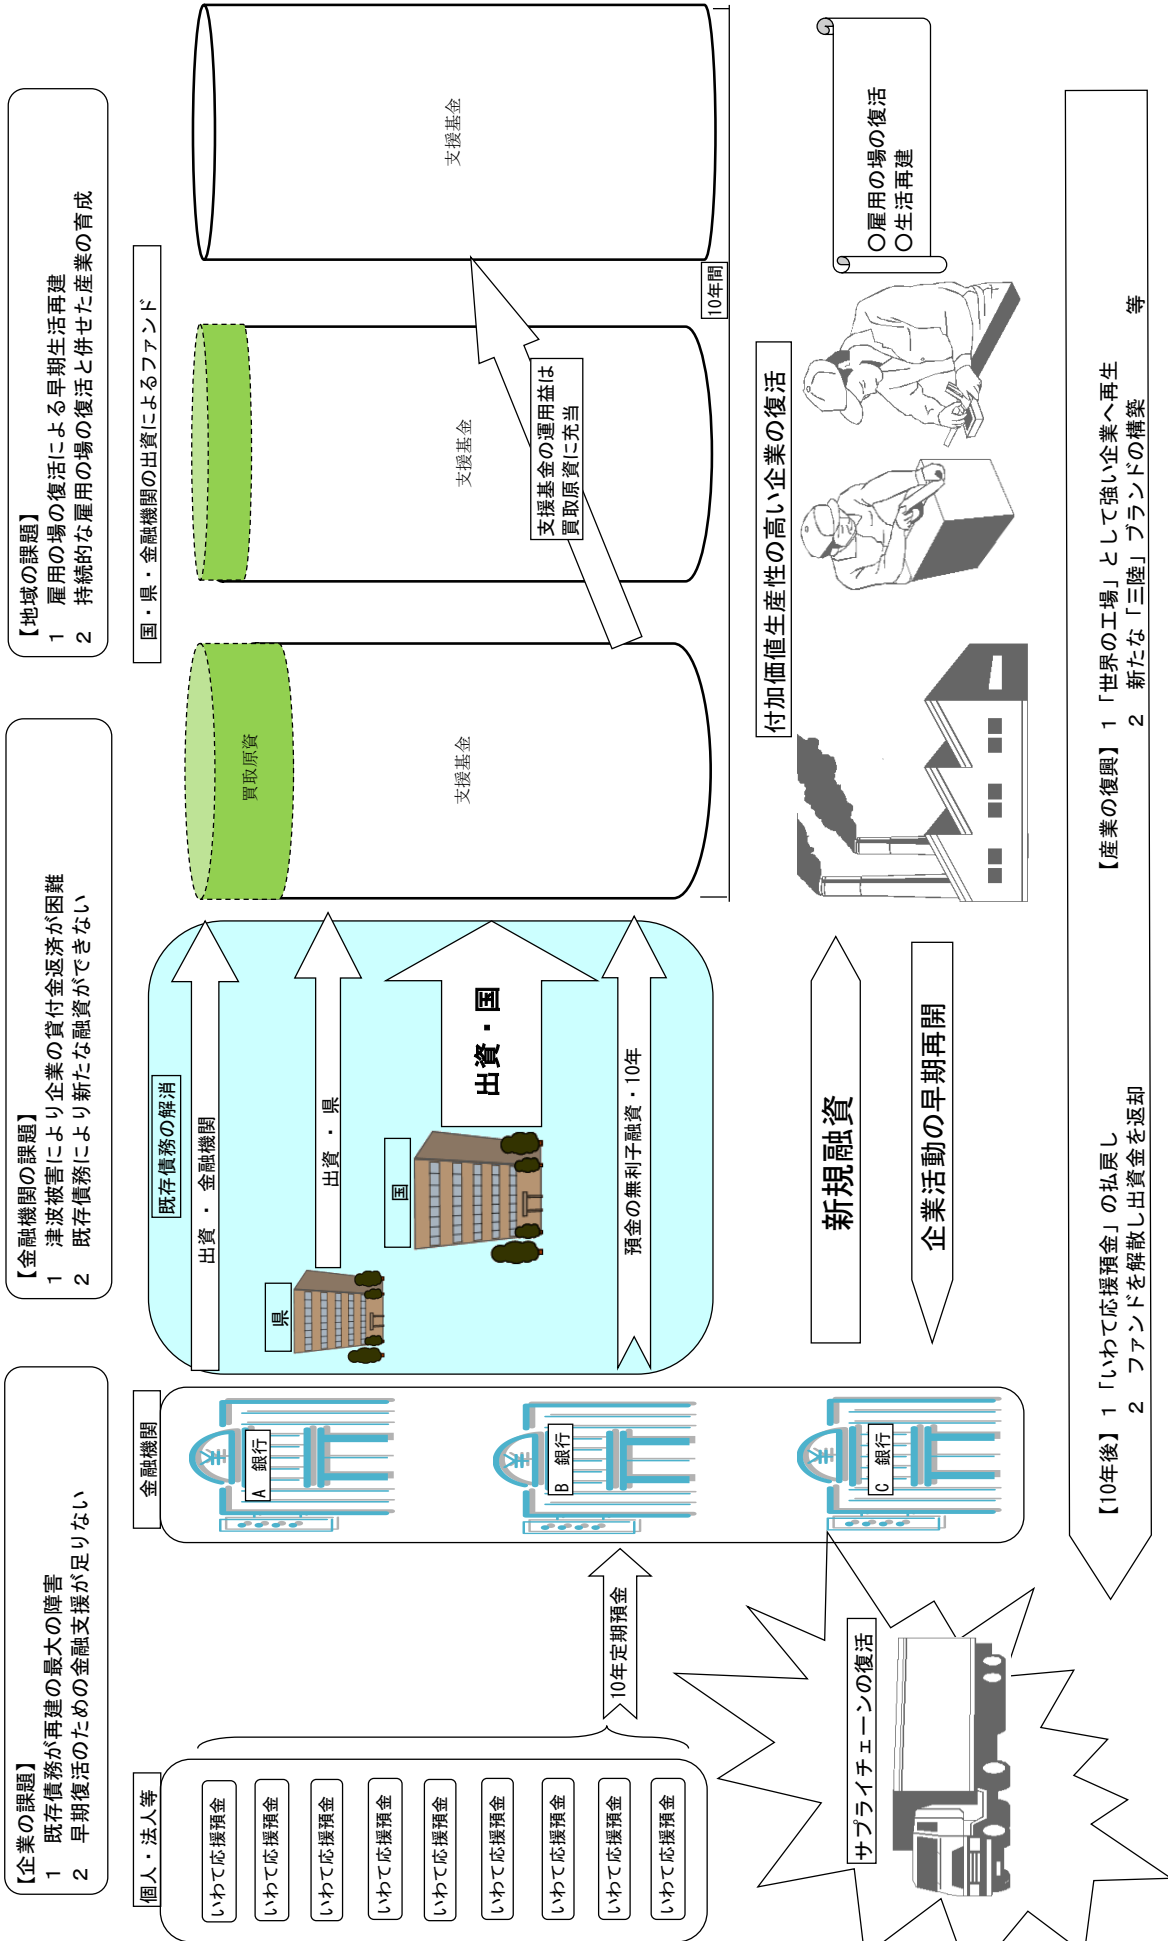 【企業の課題】
1 既存債務が再建の最大の障害
2 早期復活のための金融支援が足りない
【金融機関の課題】
1 津波被害により企業の貸付金返済が困難
2 既存債務により新たな融資ができない
【地域の課題】
1 雇用の場の復活による早期生活再建
2 持続的な雇用の場の復活と併せた産業の育成
個人・法人等
いわて応援預金
いわて応援預金
いわて応援預金
いわて応援預金
いわて応援預金
いわて応援預金
いわて応援預金
いわて応援預金
いわて応援預金
10年定期預金
金融機関
A 銀行
B 銀行
C 銀行
既存債務の解消
出資・金融機関
県
出資・県
国
出資・国
預金の無利子融資・10年
国・県・金融機関の出資によるファンド
買取原資
支援基金
支援基金
支援基金
支援基金の運用益は
買取原資に充当
10年間
サプライチェーンの復活
新規融資
企業活動の早期再開
付加価値生産性の高い企業の復活
○雇用の場の復活
○生活再建
【10年後】 1 「いわて応援預金」の払戻し
2 ファンドを解散し出資金を返却
【産業の復興】 1 「世界の工場」として強い企業へ再生
2 新たな「三陸」ブランドの構築 等